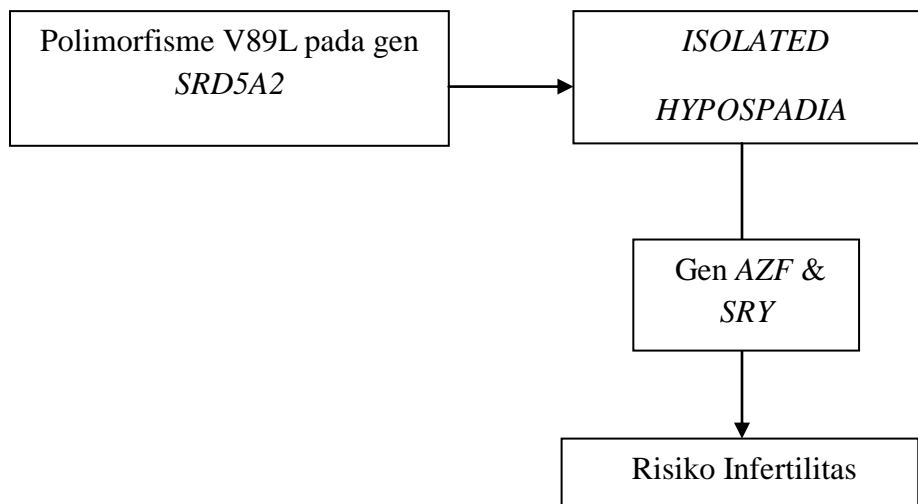 Polimorfisme V89L pada gen
SRD5A2
ISOLATED
HYPOSPADIA
Gen AZF &
SRY
Risiko Infertilitas